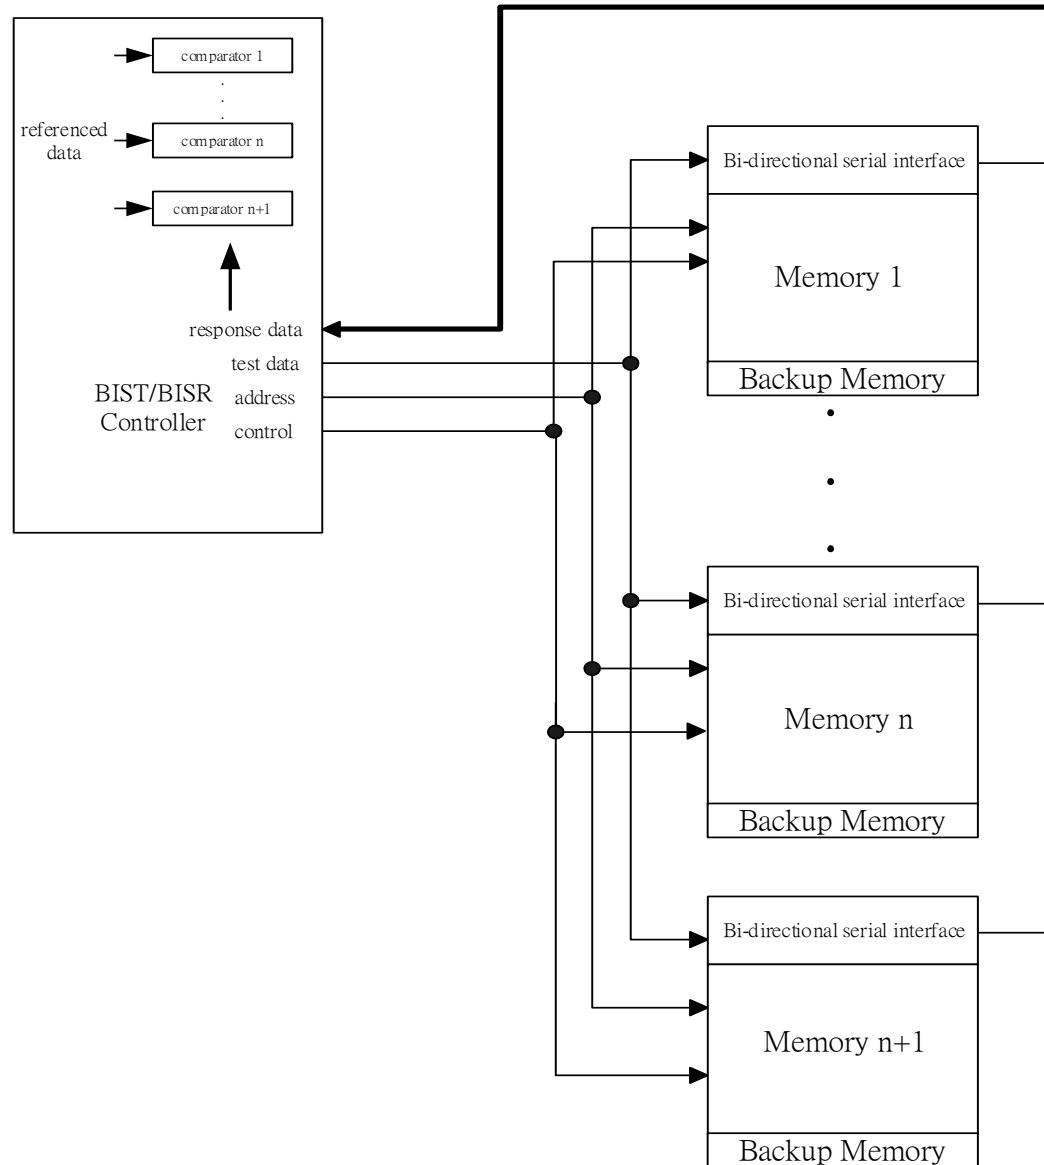 comparator 1
.
.
.
referenced
data
comparator n
comparator n+1
response data
test data
BIST/BISR
Controller
address
control
Bi-directional serial interface
Memory 1
Backup Memory
.
.
.
Bi-directional serial interface
Memory n
Backup Memory
Bi-directional serial interface
Memory n+1
Backup Memory